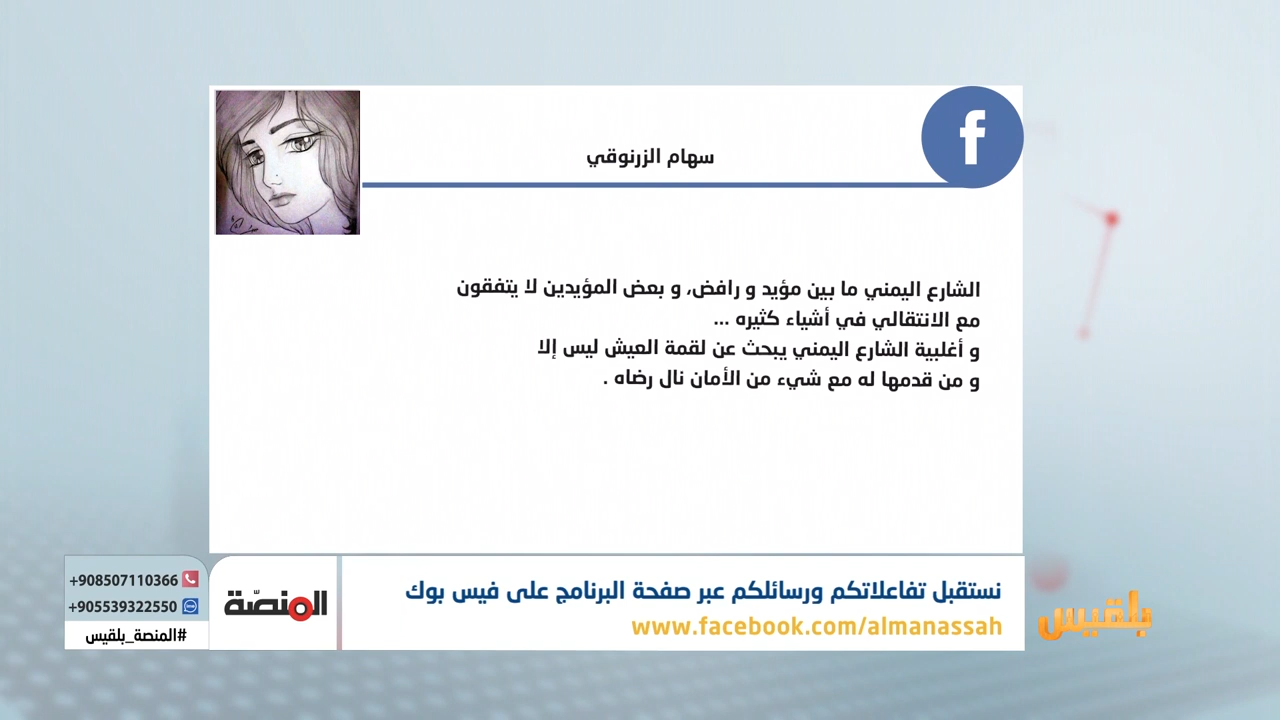 f
سهام الزرنوقي
الشارع اليمني ما بين مؤيد و رافض، و بعض المؤيدين لا يتفقون
مع الانتقالي في أشياء كثيره ...
و أغلبية الشارع اليمني يبحث عن لقمة العيش ليس إلا
و من قدمها له مع شيء من الأمان نال رضاه .
نستقبل تفاعلاتكم ورسائلكم عبر صفحة البرنامج على فيس بوك
www.facebook.com/almanassah
المنصّة
+908507110366
+905539322550
#المنصة_بلقيس
بلقيس